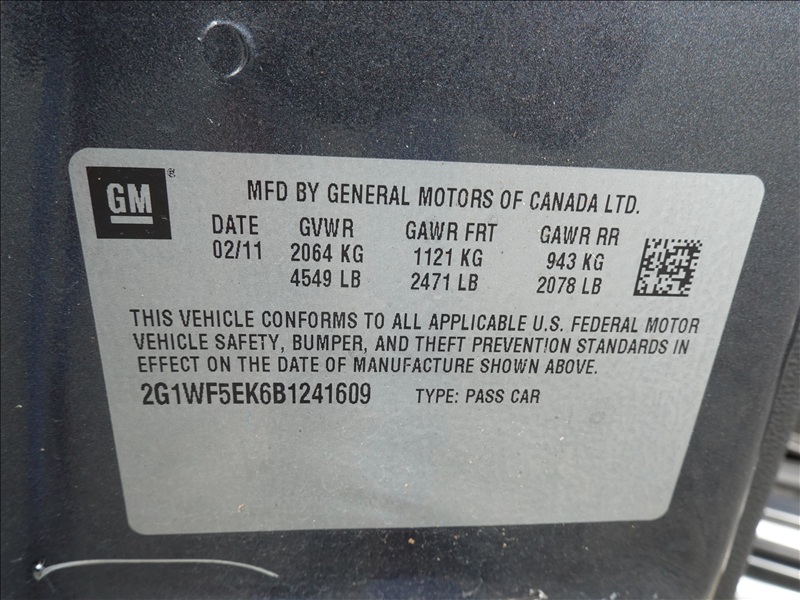 GM ®
MFD BY GENERAL MOTORS OF CANADA LTD.
DATE GVWR GAWR FRT GAWR RR
02/11 2064 KG 1121 KG 943 KG
4549 LB 2471 LB 2078 LB
THIS VEHICLE CONFORMS TO ALL APPLICABLE U.S. FEDERAL MOTOR
VEHICLE SAFETY, BUMPER, AND THEFT PREVENTION STANDARDS IN
EFFECT ON THE DATE OF MANUFACTURE SHOWN ABOVE.
2G1WF5EK6B1241609 TYPE: PASS CAR